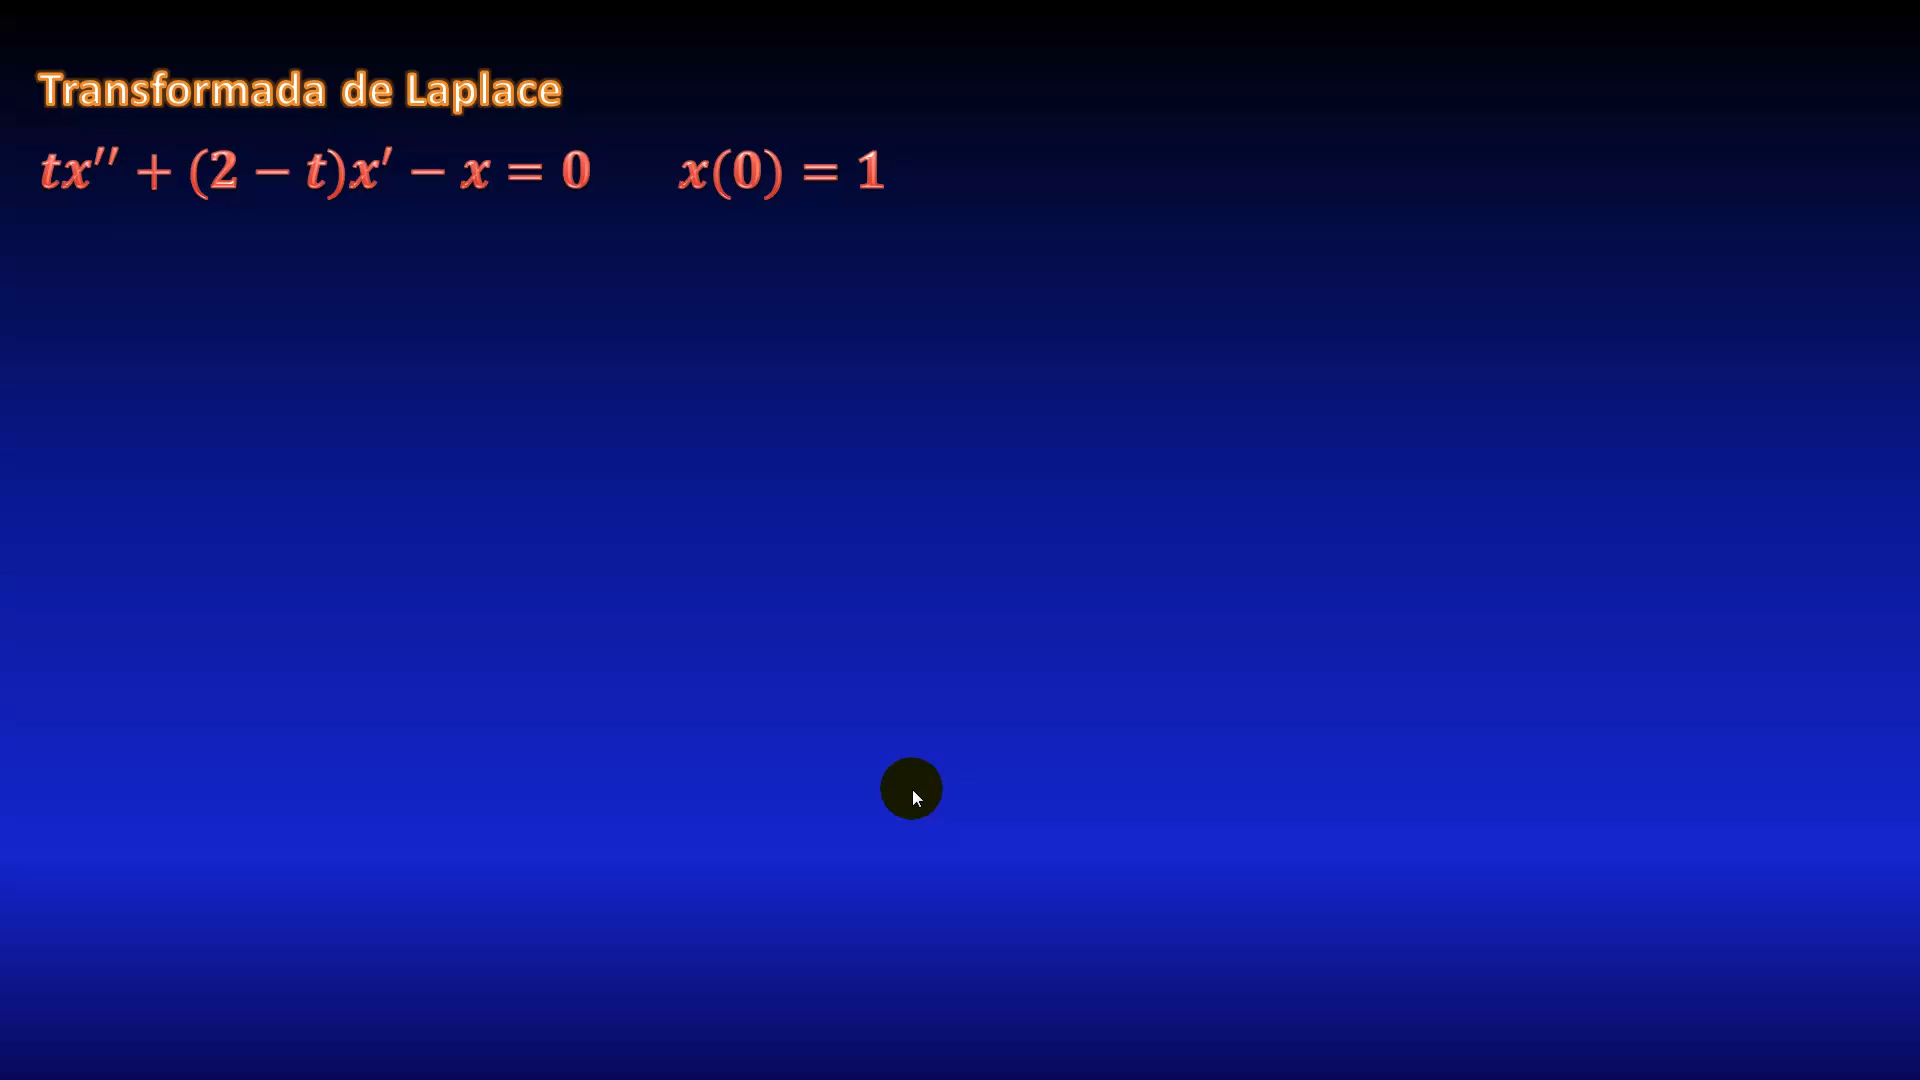 Transformada de Laplace
tx′′ + (2 − t)x′ − x = 0 x(0) = 1